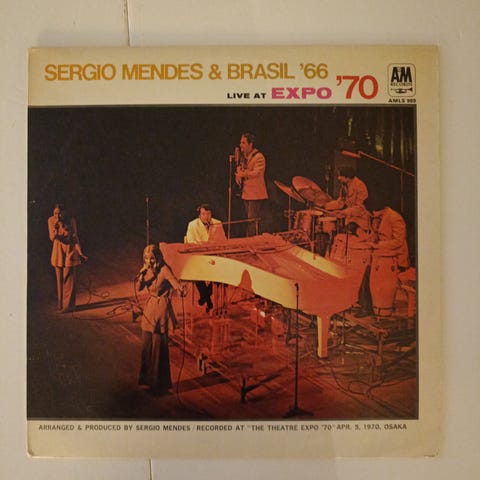 SERGIO MENDES & BRASIL '66
LIVE AT EXPO '70
A&M
RECORDS
AMLS 989
ARRANGED & PRODUCED BY SERGIO MENDES / RECORDED AT "THE THEATRE EXPO '70" APR. 5, 1970. OSAKA